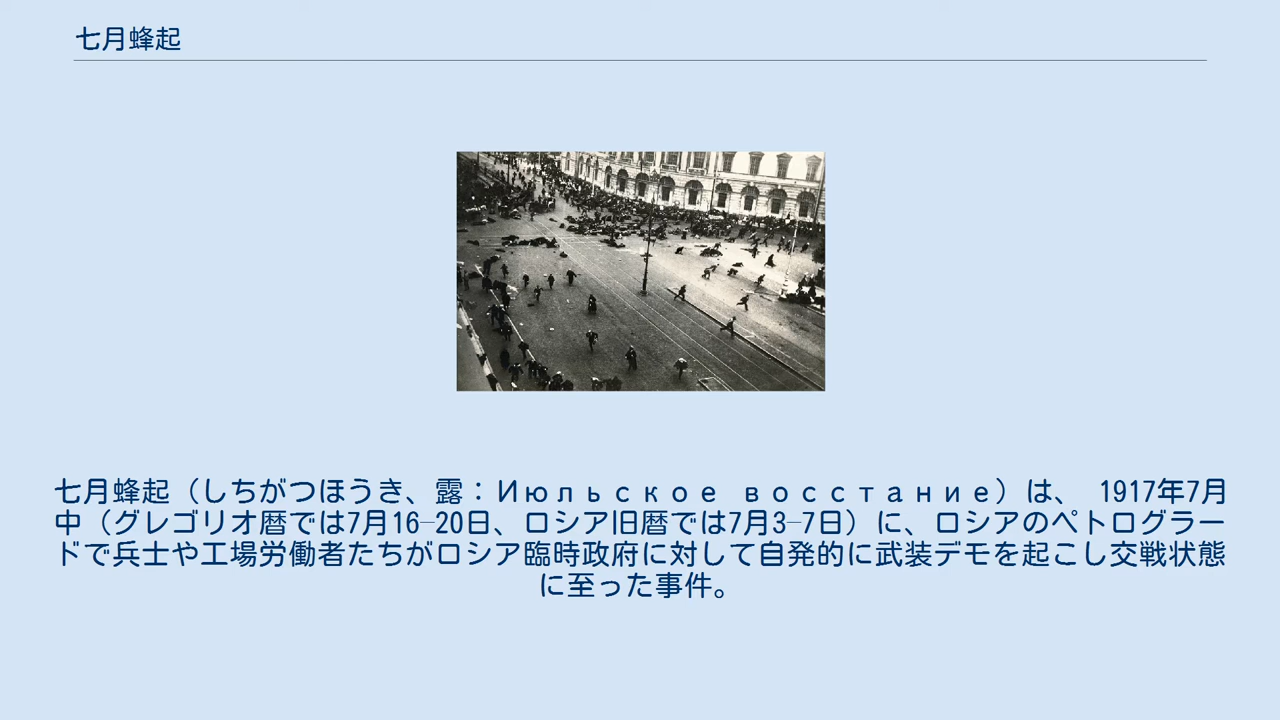 七月蜂起
七月蜂起（しちがつほうき、露：Июльское восстание）は、 1917年7月
中（グレゴリオ暦では7月16–20日、ロシア旧暦では7月3–7日）に、ロシアのペトログラー
ドで兵士や工場労働者たちがロシア臨時政府に対して自発的に武装デモを起こし交戦状態
に至った事件。